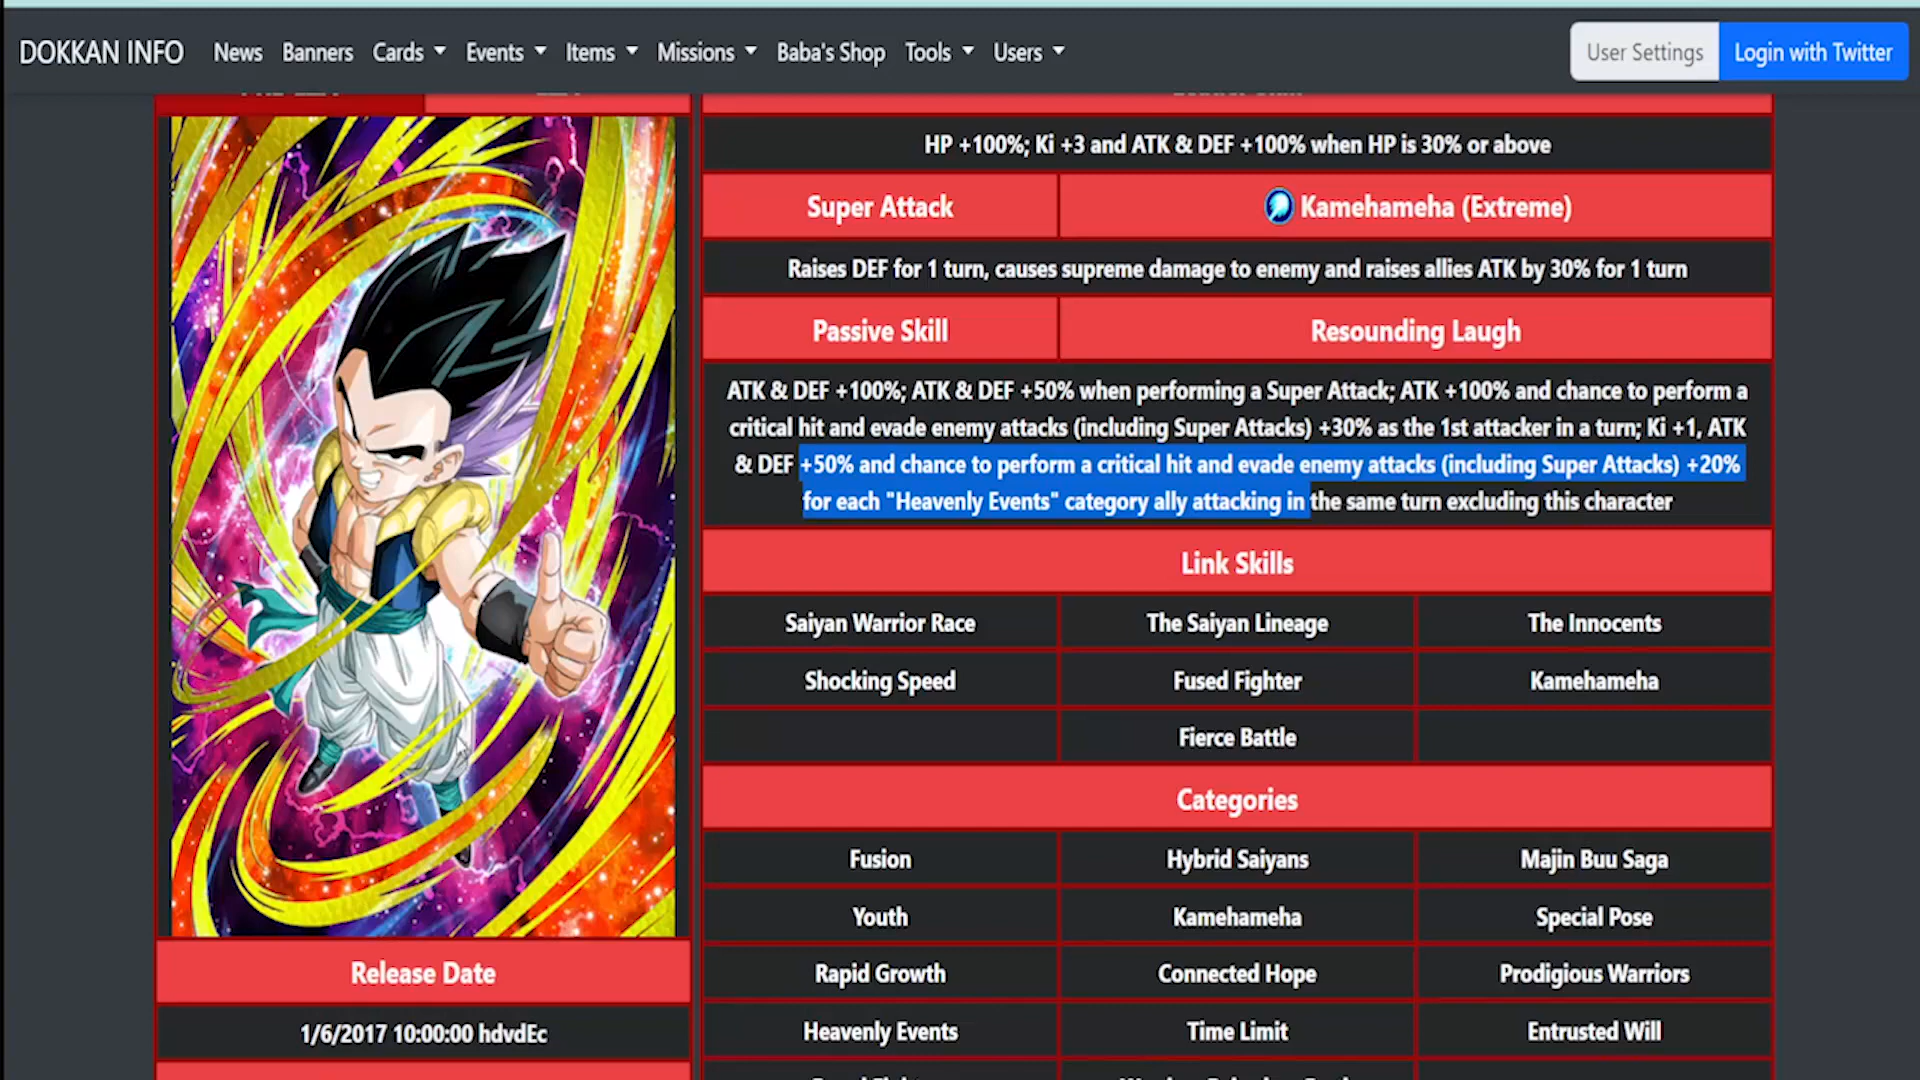 DOKKAN INFO News Banners Cards Events Items Missions Baba's Shop Tools Users User Settings Login with Twitter
HP +100%; Ki +3 and ATK & DEF +100% when HP is 30% or above
Super Attack Kamehameha (Extreme)
Raises DEF for 1 turn, causes supreme damage to enemy and raises allies ATK by 30% for 1 turn
Passive Skill Resounding Laugh
ATK & DEF +100%; ATK & DEF +50% when performing a Super Attack; ATK +100% and chance to perform a
critical hit and evade enemy attacks (including Super Attacks) +30% as the 1st attacker in a turn; Ki +1, ATK
& DEF +50% and chance to perform a critical hit and evade enemy attacks (including Super Attacks) +20%
for each "Heavenly Events" category ally attacking in the same turn excluding this character
Link Skills
Saiyan Warrior Race The Saiyan Lineage The Innocents
Shocking Speed Fused Fighter Kamehameha
Fierce Battle
Categories
Fusion Hybrid Saiyans Majin Buu Saga
Youth Kamehameha Special Pose
Rapid Growth Connected Hope Prodigious Warriors
Heavenly Events Time Limit Entrusted Will
Release Date
1/6/2017 10:00:00 hdvdEc